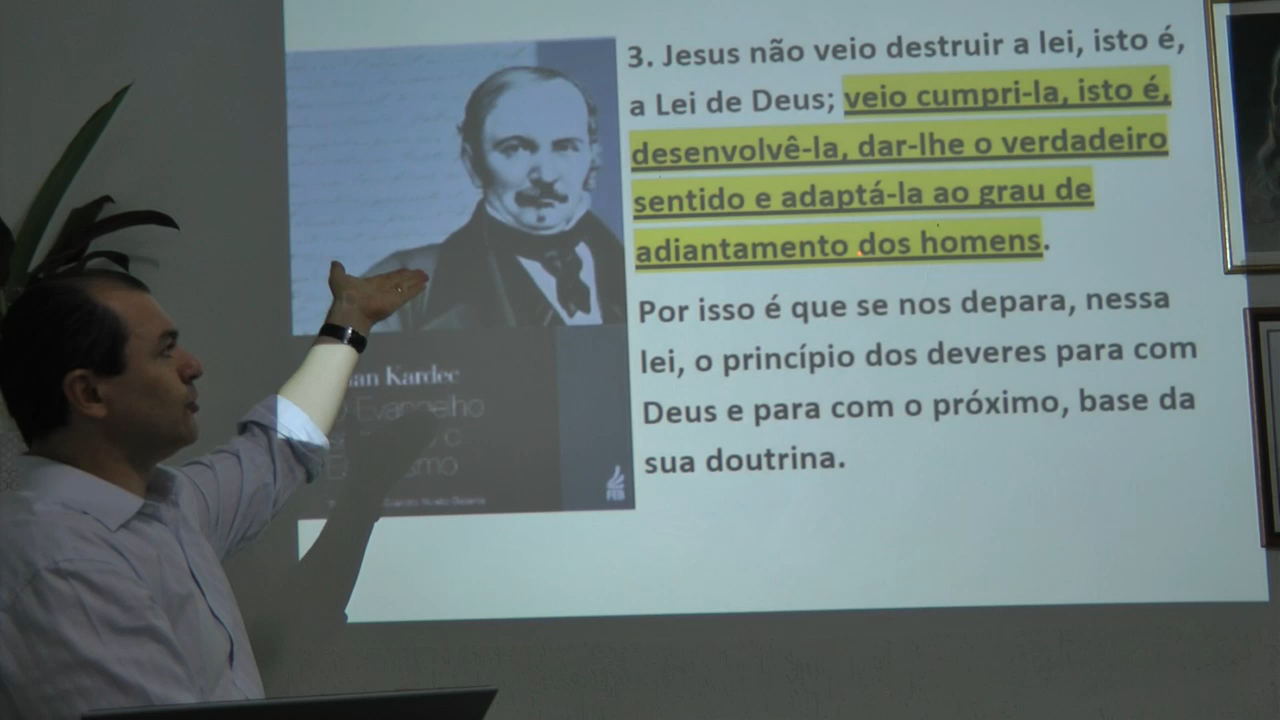 3. Jesus não veio destruir a lei, isto é,
a Lei de Deus; veio cumpri-la, isto é,
desenvolvê-la, dar-lhe o verdadeiro
sentido e adaptá-la ao grau de
adiantamento dos homens.
Por isso é que se nos depara, nessa
lei, o princípio dos deveres para com
Deus e para com o próximo, base da
sua doutrina.
Kardec
Evangelho
FEB